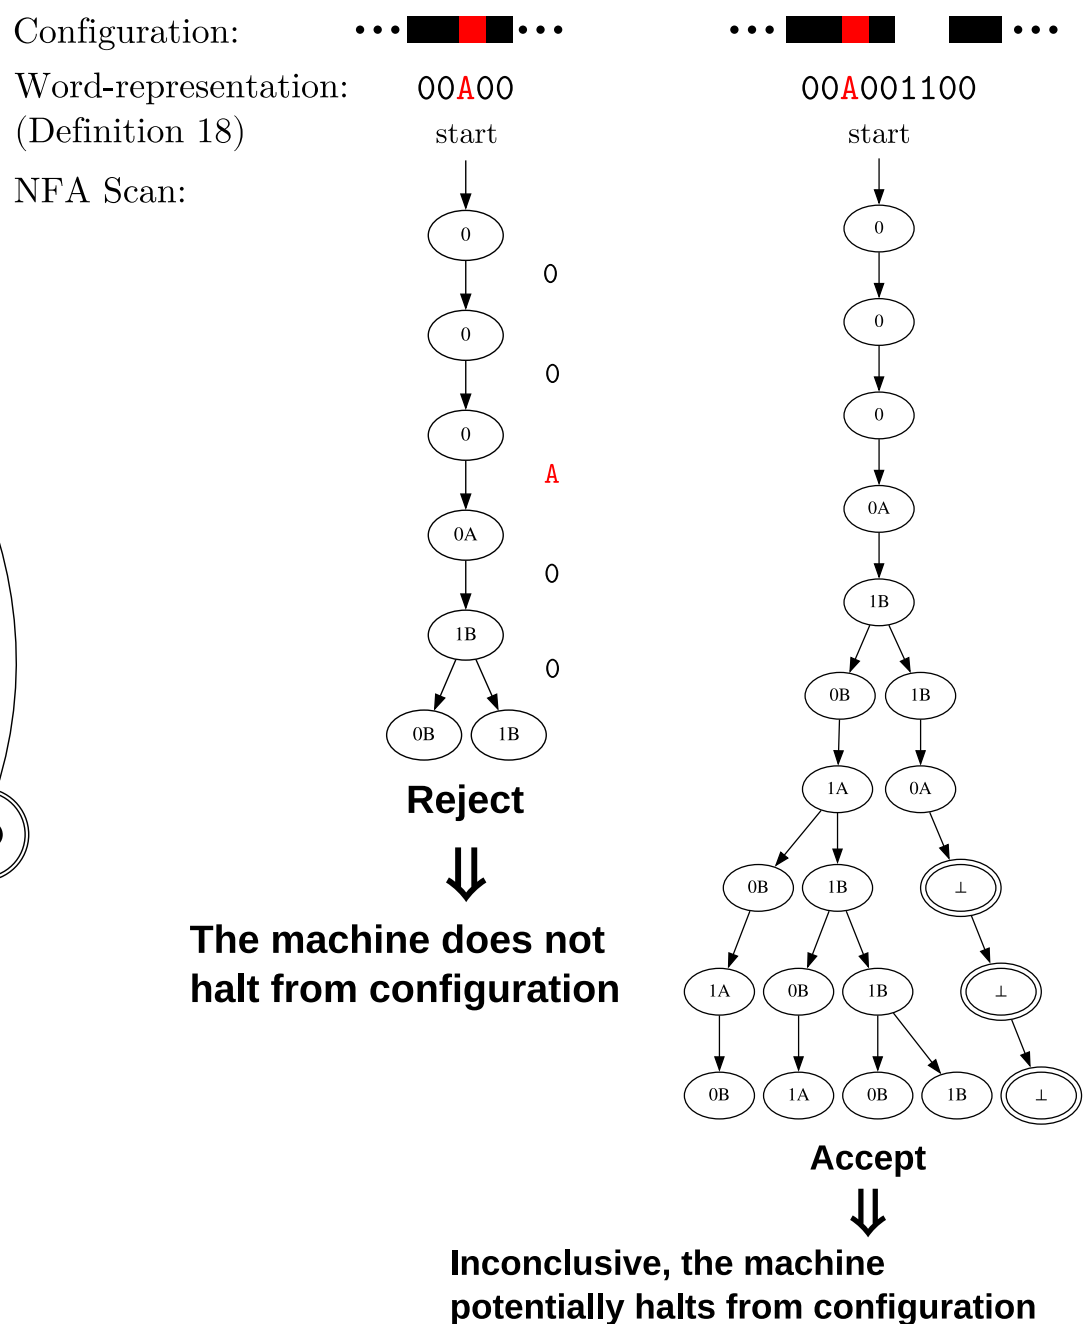 Configuration:
Word-representation: 00A00 00A001100
(Definition 18) start start
NFA Scan:
0 0
0
0 0
0
0 0
A
0A 0A
0
1B 1B
0
0B 1B 0B 1B
Reject 1A 0A
The machine does not
halt from configuration
0B 1B ⊥
1A 0B 1B ⊥
0B 1A 0B 1B ⊥
Accept
Inconclusive, the machine
potentially halts from configuration